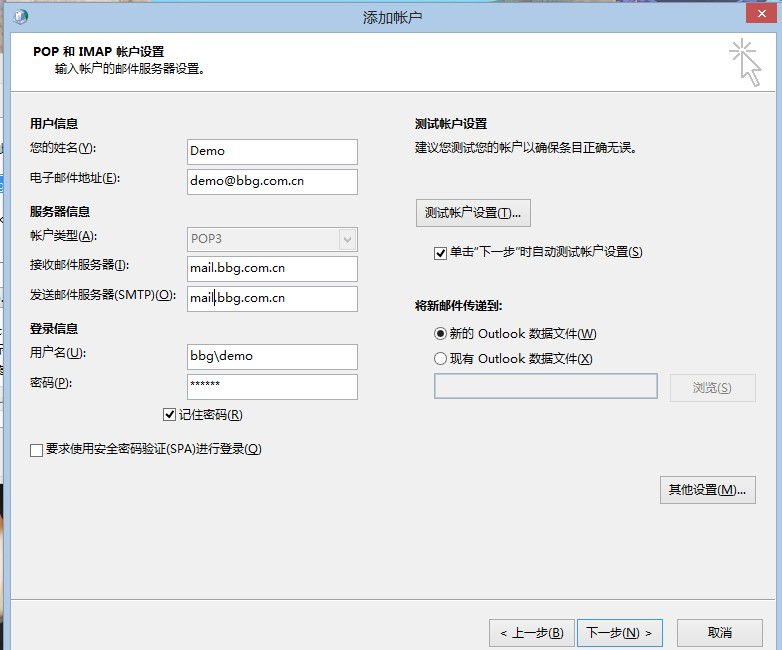 添加帐户
POP 和 IMAP 帐户设置
输入帐户的邮件服务器设置。
用户信息
您的姓名(Y):
Demo
电子邮件地址(E):
demo@bbg.com.cn
服务器信息
帐户类型(A):
POP3
接收邮件服务器(I):
mail.bbg.com.cn
发送邮件服务器(SMTP)(O):
mail.bbg.com.cn
登录信息
用户名(U):
bbg\demo
密码(P):
******
记住密码(R)
要求使用安全密码验证(SPA)进行登录(Q)
测试帐户设置
建议您测试您的帐户以确保条目正确无误。
测试帐户设置(T)...
单击"下一步"时自动测试帐户设置(S)
将新邮件传递到:
新的 Outlook 数据文件(W)
现有 Outlook 数据文件(X)
浏览(S)
其他设置(M)...
< 上一步(B)
下一步(N) >
取消